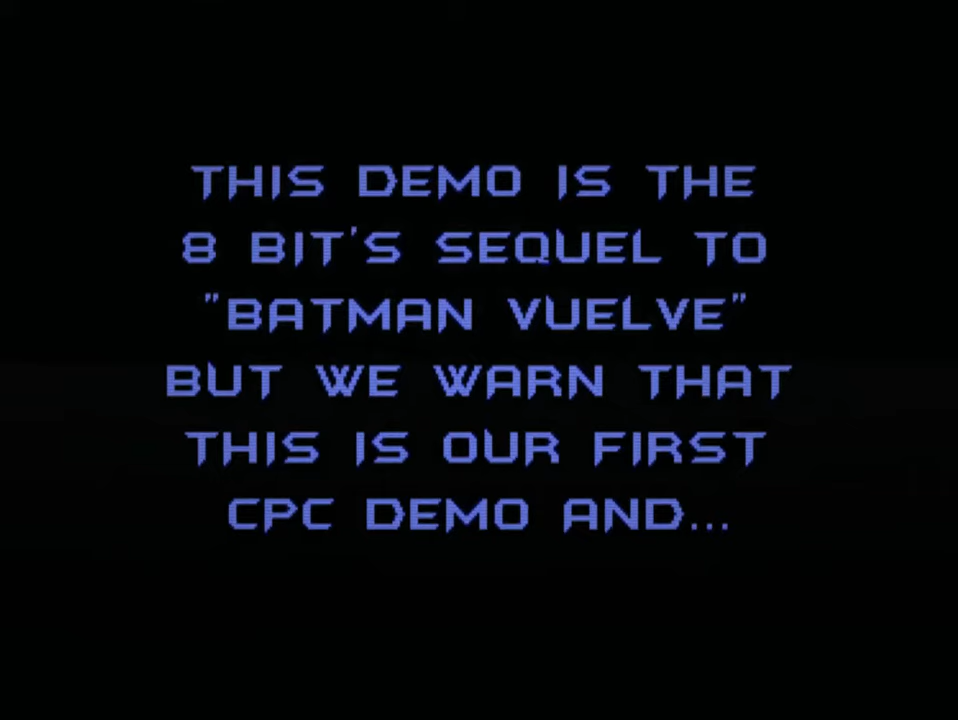 THIS DEMO IS THE
8 BIT'S SEQUEL TO
"BATMAN VUELVE"
BUT WE WARN THAT
THIS IS OUR FIRST
CPC DEMO AND...